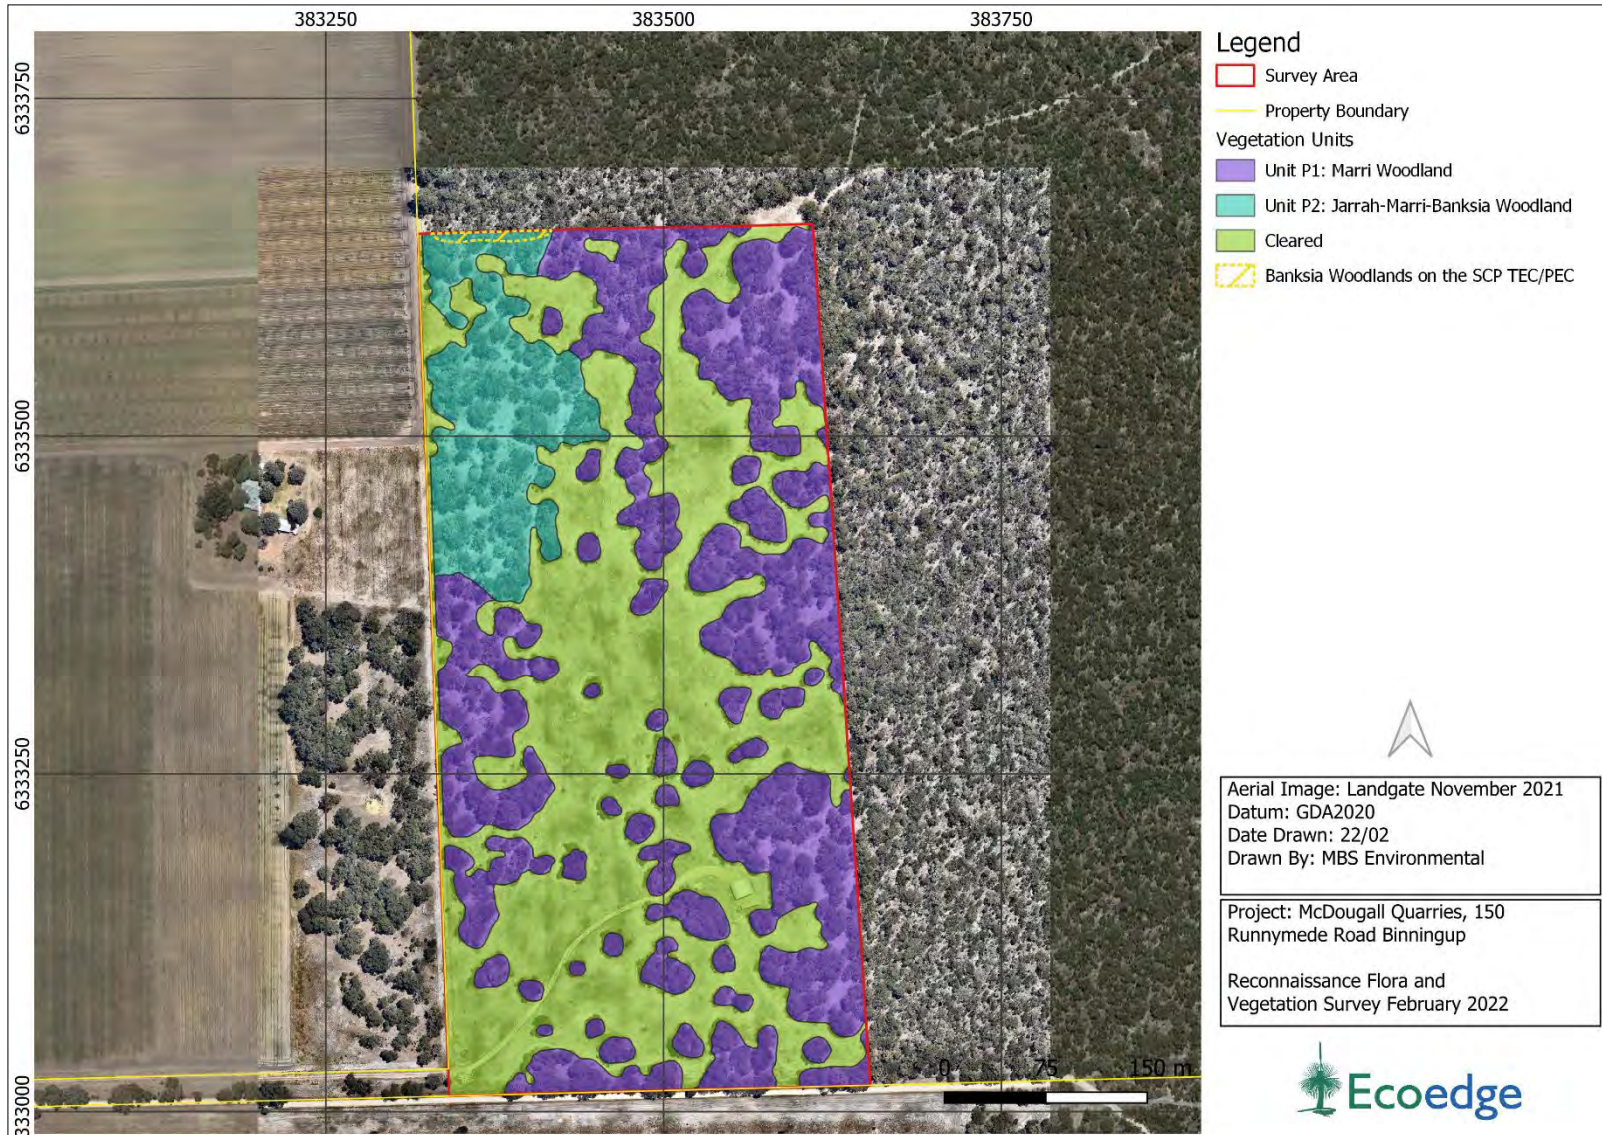 383250
383500
383750
6333750
6333500
6333250
6333000
Legend
Survey Area
Property Boundary
Vegetation Units
Unit P1: Marri Woodland
Unit P2: Jarrah-Marri-Banksia Woodland
Cleared
Banksia Woodlands on the SCP TEC/PEC
Aerial Image: Landgate November 2021
Datum: GDA2020
Date Drawn: 22/02
Drawn By: MBS Environmental
Project: McDougall Quarries, 150
Runnymede Road Binningup
Reconnaissance Flora and
Vegetation Survey February 2022
0 75 150 m
Ecoedge